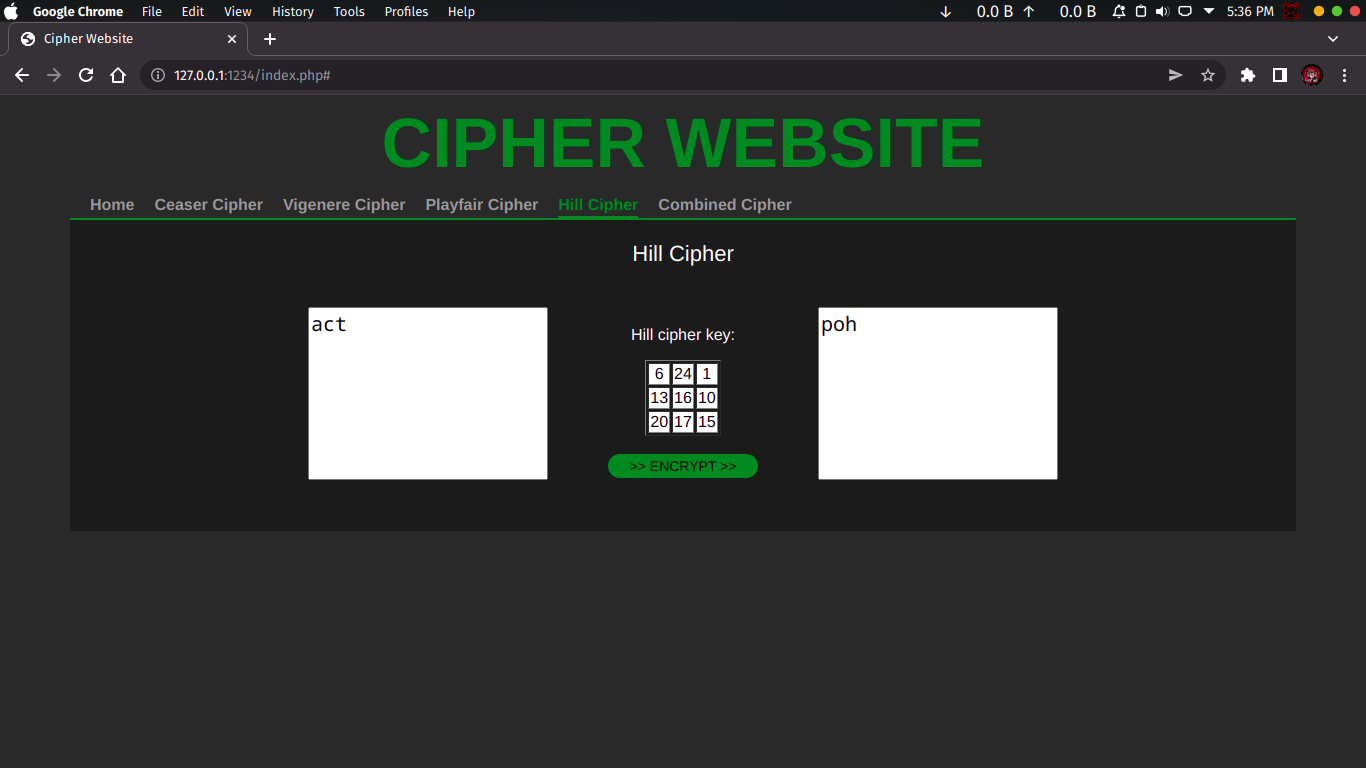 Google Chrome File Edit View History Tools Profiles Help 0.0 B 0.0 B 5:36 PM
Cipher Website
127.0.0.1:1234/index.php#
CIPHER WEBSITE
Home Ceaser Cipher Vigenere Cipher Playfair Cipher Hill Cipher Combined Cipher
Hill Cipher
act
poh
Hill cipher key:
6 24 1
13 16 10
20 17 15
>> ENCRYPT >>